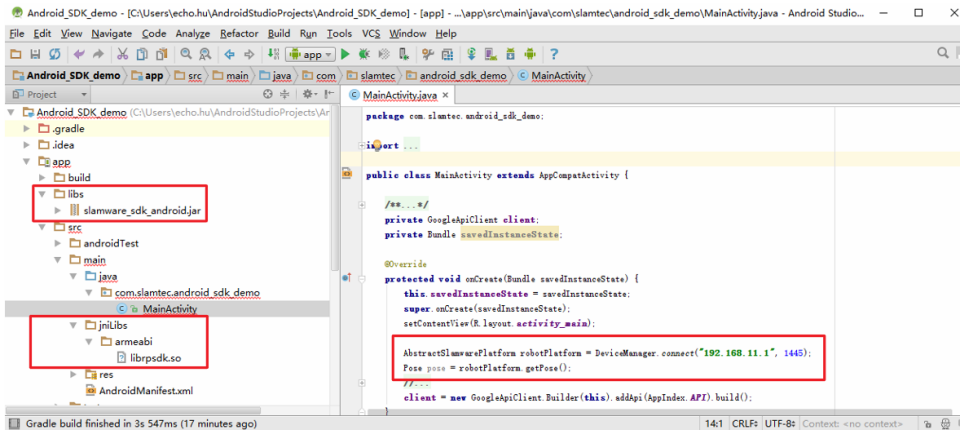 Android_SDK_demo - [C:\Users\echo.hu\AndroidStudioProjects\Android_SDK_demo] - [app] - ...\app\src\main\java\com\slamtec\android_sdk_demo\MainActivity.java - Android Studio...
File Edit View Navigate Code Analyze Refactor Build Run Tools VCS Window Help
app
Android_SDK_demo app src main java com slamtec android_sdk_demo MainActivity
Project
MainActivity.java
Android_SDK_demo (C:\Users\echo.hu\AndroidStudioProjects\Ar
.gradle
.idea
app
build
libs
slamware_sdk_android.jar
src
androidTest
main
java
com.slamtec.android_sdk_demo
MainActivity
jniLibs
armeabi
librpsdk.so
res
AndroidManifest.xml
package com.slamtec.android_sdk_demo;
import ...
public class MainActivity extends AppCompatActivity {
/**...*/
private GoogleApiClient client;
private Bundle savedInstanceState;
@Override
protected void onCreate(Bundle savedInstanceState) {
this.savedInstanceState = savedInstanceState;
super.onCreate(savedInstanceState);
setContentView(R.layout.activity_main);
AbstractSlamwarePlatform robotPlatform = DeviceManager.connect("192.168.11.1", 1445);
Pose pose = robotPlatform.getPose();
//...
client = new GoogleApiClient.Builder(this).addApi(AppIndex.API).build();
}
Gradle build finished in 3s 547ms (17 minutes ago)
14:1 CRLF÷ UTF-8÷ Context: <no context>